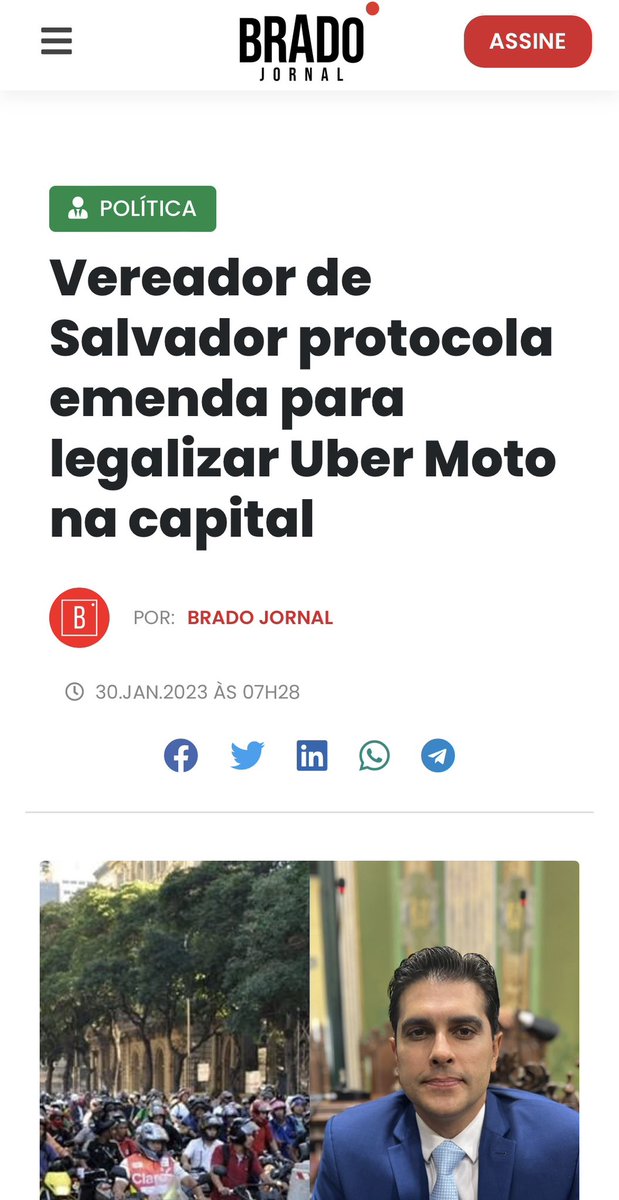 BRADO
JORNAL
ASSINE
POLÍTICA
Vereador de
Salvador protocola
emenda para
legalizar Uber Moto
na capital
B
POR: BRADO JORNAL
30.JAN.2023 ÀS 07H28
Claro